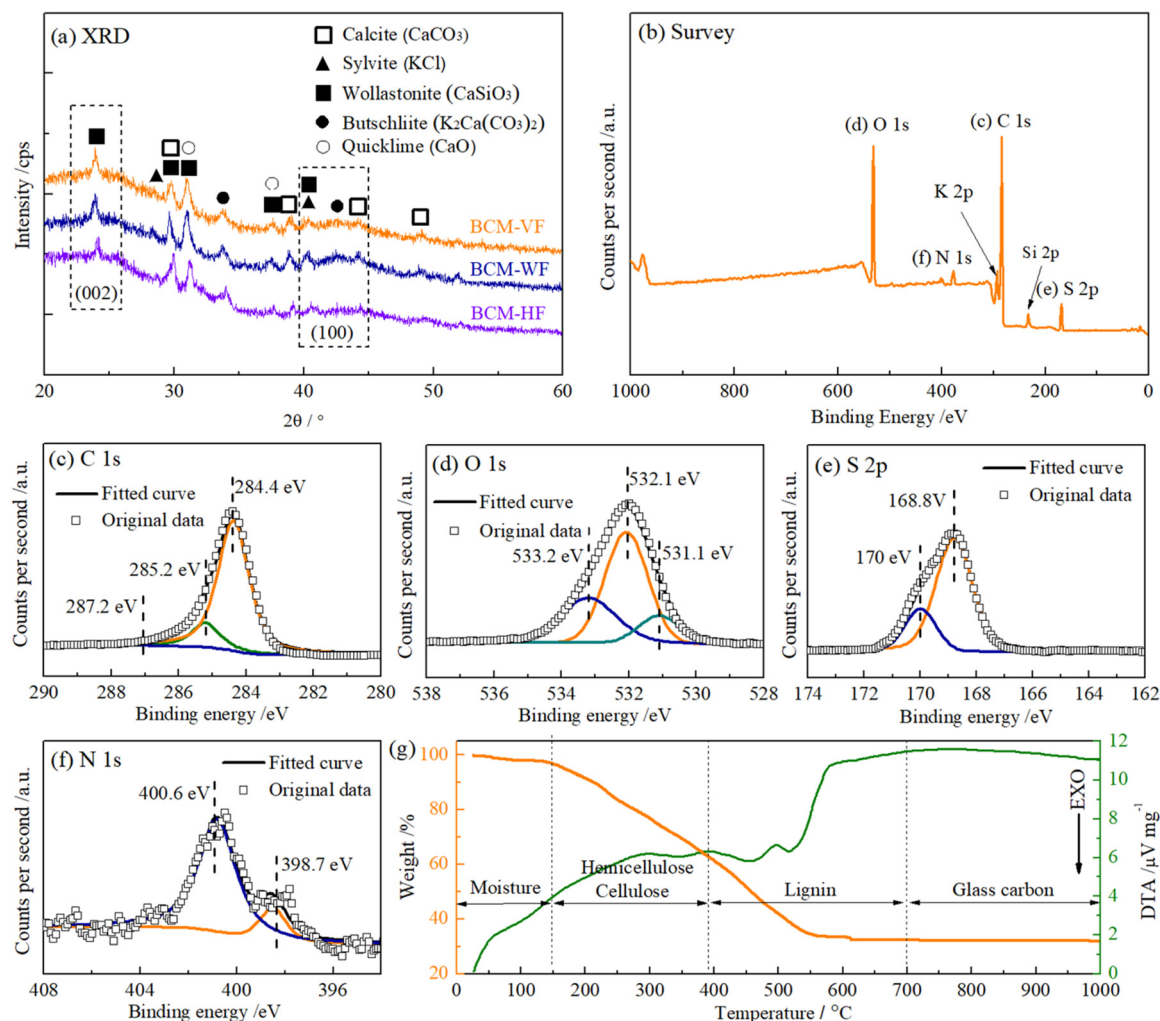 (a) XRD
Calcite (CaCO₃)
Sylvite (KCl)
Wollastonite (CaSiO₃)
Butschliite (K₂Ca(CO₃)₂)
Quicklime (CaO)
BCM-VF
BCM-WF
BCM-HF
(002)
(100)
Intensity /cps
20 30 40 50 60
2θ / °
(b) Survey
(d) O 1s
(c) C 1s
K 2p
(f) N 1s
Si 2p
(e) S 2p
Counts per second /a.u.
1000 800 600 400 200 0
Binding Energy /eV
(c) C 1s
284.4 eV
Fitted curve
Original data
285.2 eV
287.2 eV
Counts per second /a.u.
290 288 286 284 282 280
Binding energy /eV
(d) O 1s
532.1 eV
Fitted curve
Original data
533.2 eV
531.1 eV
Counts per second /a.u.
538 536 534 532 530 528
Binding energy /eV
(e) S 2p
Fitted curve
168.8V
Original data
170 eV
Counts per second /a.u.
174 172 170 168 166 164 162
Binding energy /eV
(f) N 1s
Fitted curve
400.6 eV
Original data
398.7 eV
Counts per second /a.u.
408 404 400 396
Binding energy /eV
(g)
100
80
60
40
20
Weight /%
Moisture
Hemicellulose
Cellulose
Lignin
Glass carbon
EXO
12
10
8
6
4
2
0
DTA /μV mg⁻¹
0 100 200 300 400 500 600 700 800 900 1000
Temperature / °C